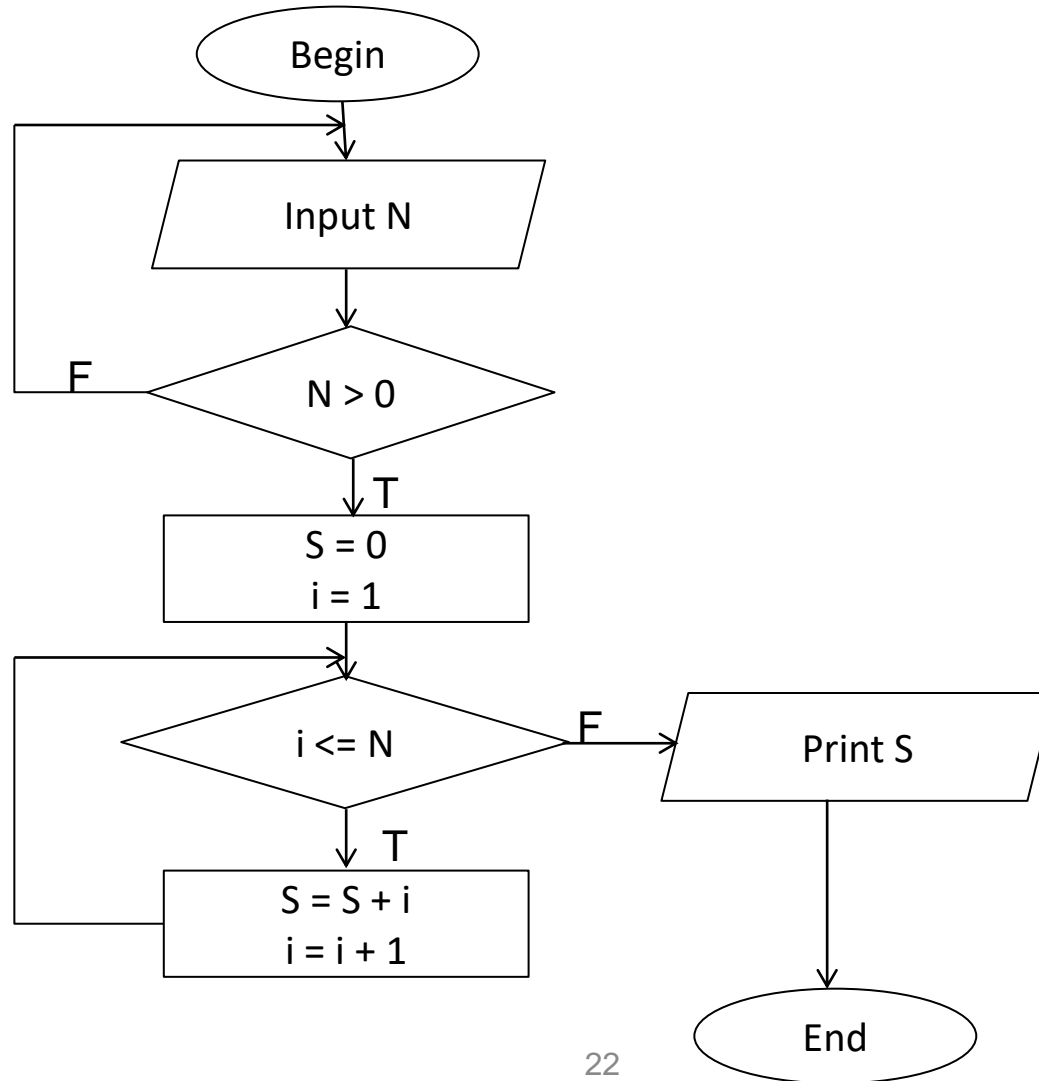 Begin
Input N
F
N > 0
T
S = 0
i = 1
i <= N
F
Print S
T
S = S + i
i = i + 1
End
22